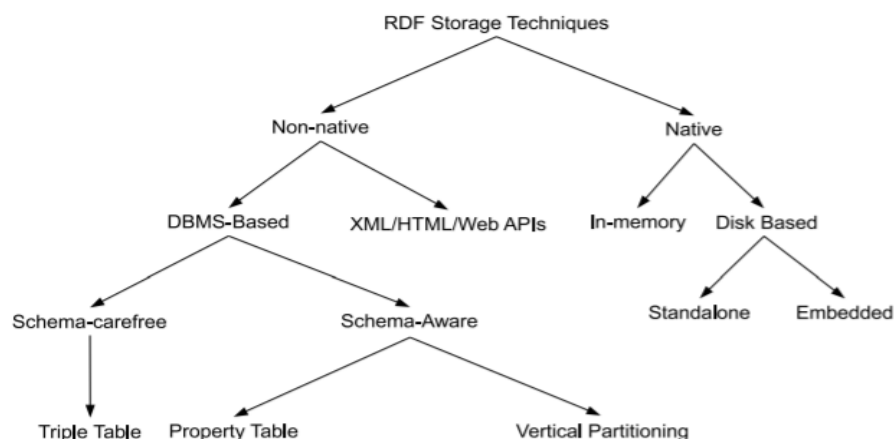 RDF Storage Techniques
Non-native
Native
DBMS-Based
XML/HTML/Web APIs
In-memory
Disk Based
Schema-carefree
Schema-Aware
Standalone
Embedded
Triple Table
Property Table
Vertical Partitioning